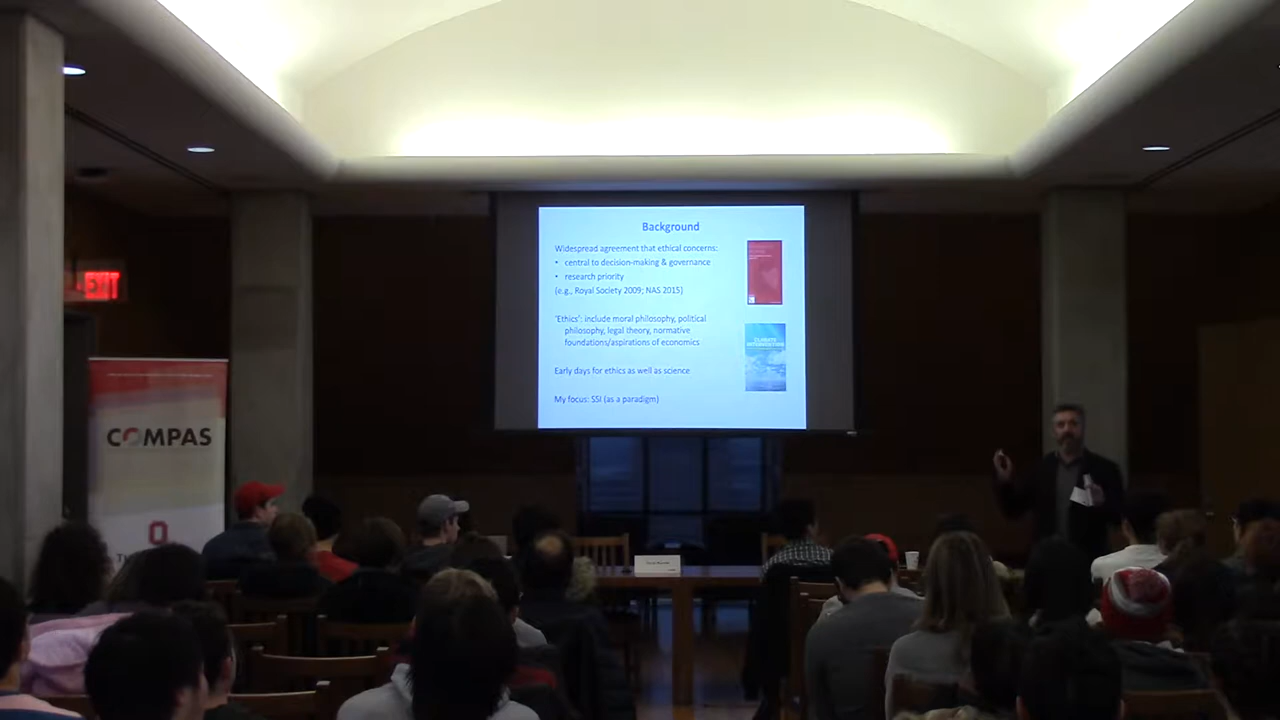 Background
Widespread agreement that ethical concerns:
• central to decision-making & governance
• research priority
(e.g., Royal Society 2009; NAS 2015)
'Ethics': include moral philosophy, political
philosophy, legal theory, normative
foundations/aspirations of economics
Early days for ethics as well as science
My focus: SSI (as a paradigm)
CLIMATE
INTERVENTION
EXIT
COMPAS